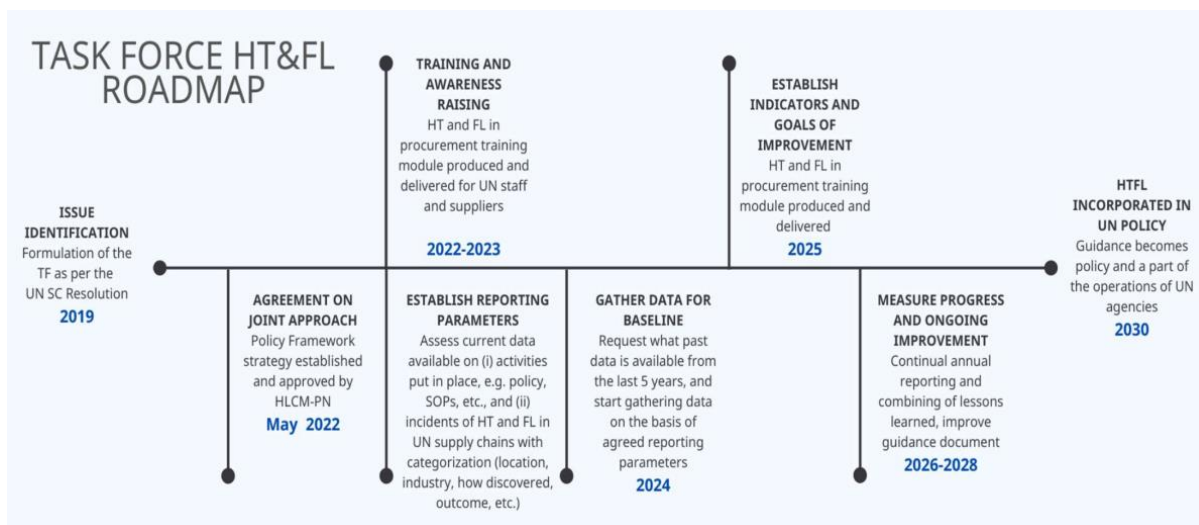 TASK FORCE HT&FL
ROADMAP
ISSUE
IDENTIFICATION
Formulation of the
TF as per the
UN SC Resolution
2019
AGREEMENT ON
JOINT APPROACH
Policy Framework
strategy established
and approved by
HLCM-PN
May 2022
TRAINING AND
AWARENESS
RAISING
HT and FL in
procurement training
module produced and
delivered for UN staff
and suppliers
2022-2023
ESTABLISH REPORTING
PARAMETERS
Assess current data
available on (i) activities
put in place, e.g. policy,
SOPs, etc., and (ii)
incidents of HT and FL in
UN supply chains with
categorization (location,
industry, how discovered,
outcome, etc.)
GATHER DATA FOR
BASELINE
Request what past
data is available from
the last 5 years, and
start gathering data
on the basis of
agreed reporting
parameters
2024
ESTABLISH
INDICATORS AND
GOALS OF
IMPROVEMENT
HT and FL in
procurement training
module produced and
delivered
2025
MEASURE PROGRESS
AND ONGOING
IMPROVEMENT
Continual annual
reporting and
combining of lessons
learned, improve
guidance document
2026-2028
HTFL
INCORPORATED IN
UN POLICY
Guidance becomes
policy and a part of
the operations of UN
agencies
2030